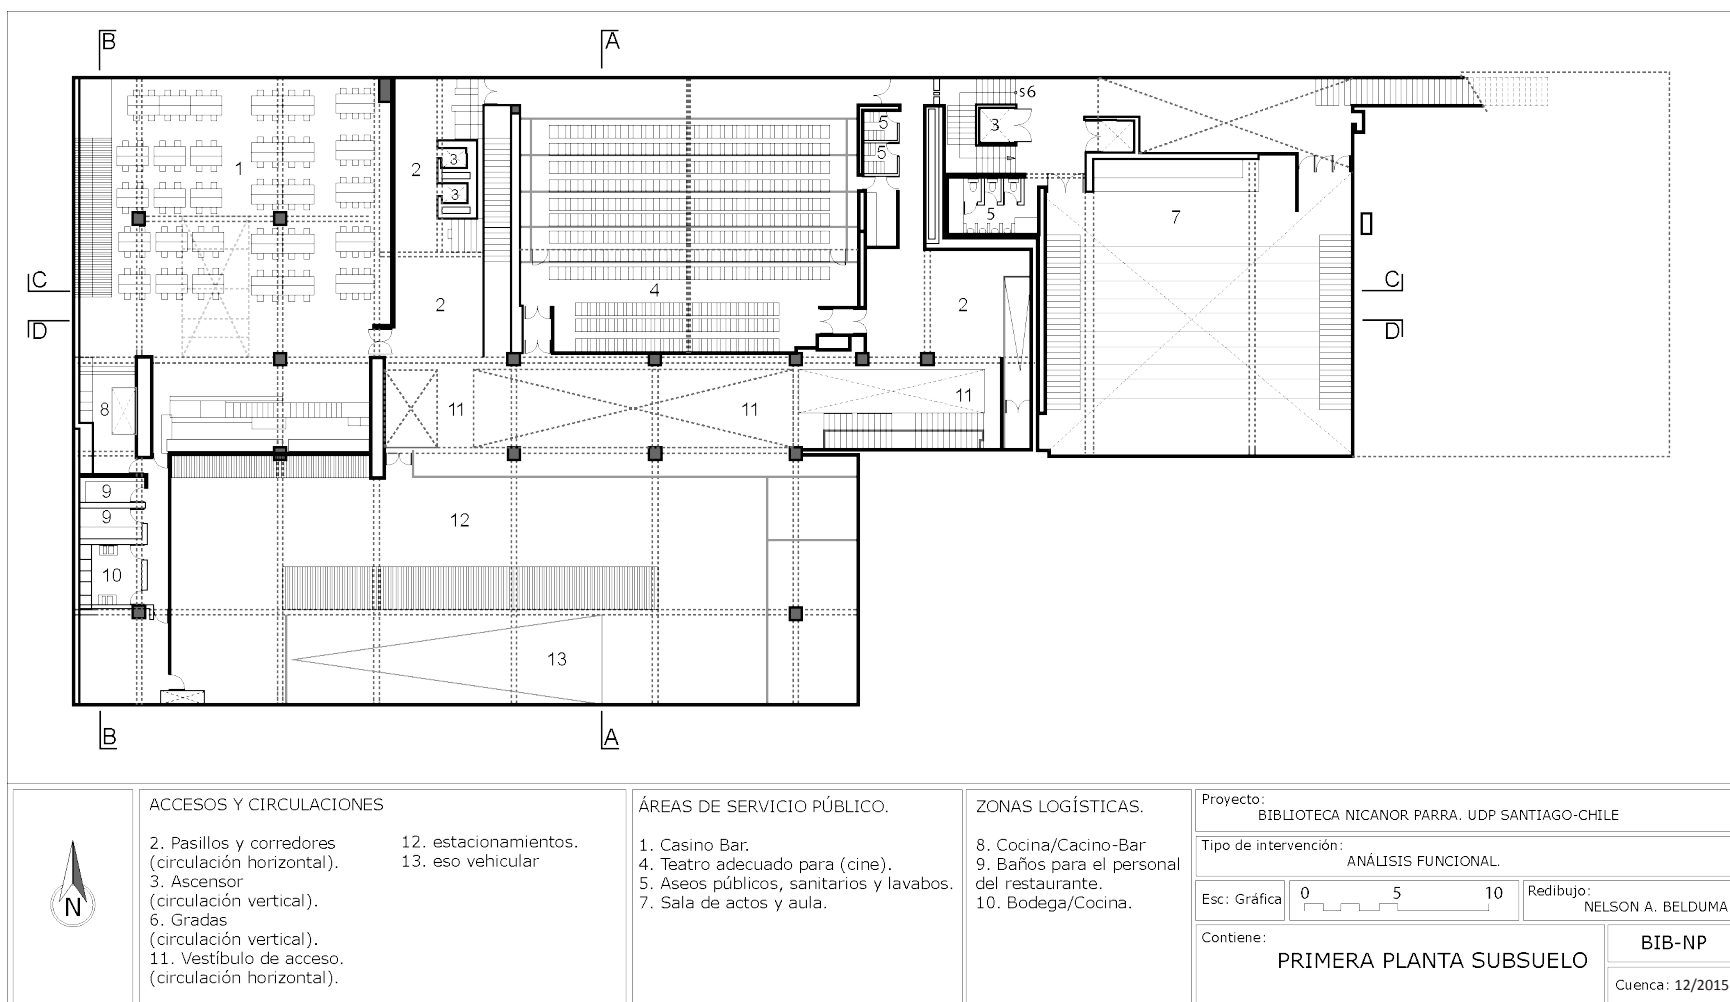 B
A
s6
3
5
5
1
2
3
3
7
5
C
C
4
2
2
D
D
8
11
11
11
9
9
12
10
13
B
A
N
ACCESOS Y CIRCULACIONES
2. Pasillos y corredores
(circulación horizontal).
3. Ascensor
(circulación vertical).
6. Gradas
(circulación vertical).
11. Vestíbulo de acceso.
(circulación horizontal).
12. estacionamientos.
13. eso vehicular
ÁREAS DE SERVICIO PÚBLICO.
1. Casino Bar.
4. Teatro adecuado para (cine).
5. Aseos públicos, sanitarios y lavabos.
7. Sala de actos y aula.
ZONAS LOGÍSTICAS.
8. Cocina/Cacino-Bar
9. Baños para el personal
del restaurante.
10. Bodega/Cocina.
Proyecto:
BIBLIOTECA NICANOR PARRA. UDP SANTIAGO-CHILE
Tipo de intervención:
ANÁLISIS FUNCIONAL.
Esc: Gráfica
0 5 10
Redibujo:
NELSON A. BELDUMA
Contiene:
PRIMERA PLANTA SUBSUELO
BIB-NP
Cuenca: 12/2015